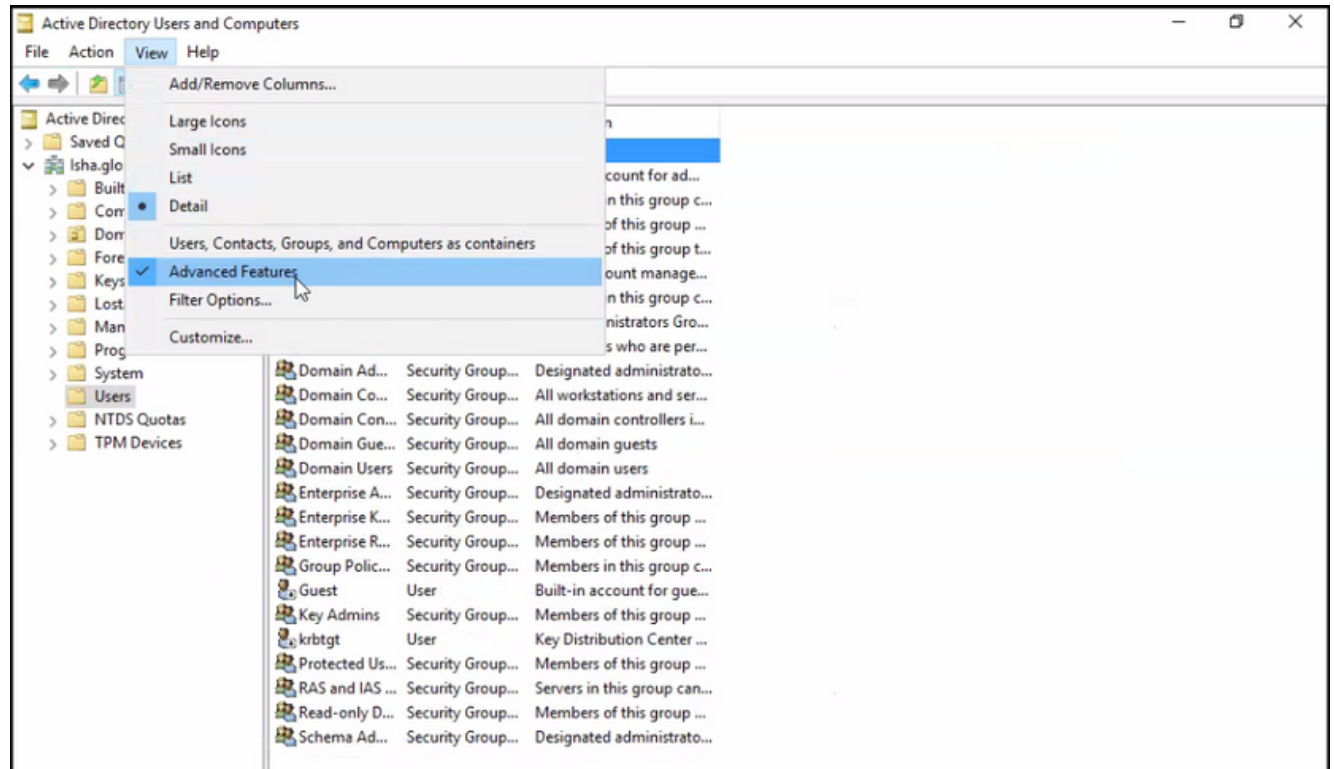 Active Directory Users and Computers
File Action View Help
Add/Remove Columns...
Active Direc
Large Icons
n
Saved Q
Small Icons
Isha.glo
List
count for ad...
Built
Detail
n this group c...
Com
of this group ...
Dom
Users, Contacts, Groups, and Computers as containers
of this group t...
Fore
Advanced Features
ount manage...
Keys
Filter Options...
n this group c...
Lost
nistrators Gro...
Man
Customize...
s who are per...
Prog
System
Domain Ad... Security Group... Designated administrato...
Users
Domain Co... Security Group... All workstations and ser...
NTDS Quotas
Domain Con... Security Group... All domain controllers i...
TPM Devices
Domain Gue... Security Group... All domain guests
Domain Users Security Group... All domain users
Enterprise A... Security Group... Designated administrato...
Enterprise K... Security Group... Members of this group ...
Enterprise R... Security Group... Members of this group ...
Group Polic... Security Group... Members in this group c...
Guest User Built-in account for gue...
Key Admins Security Group... Members of this group ...
krbtgt User Key Distribution Center ...
Protected Us... Security Group... Members of this group ...
RAS and IAS ... Security Group... Servers in this group can...
Read-only D... Security Group... Members of this group ...
Schema Ad... Security Group... Designated administrato...